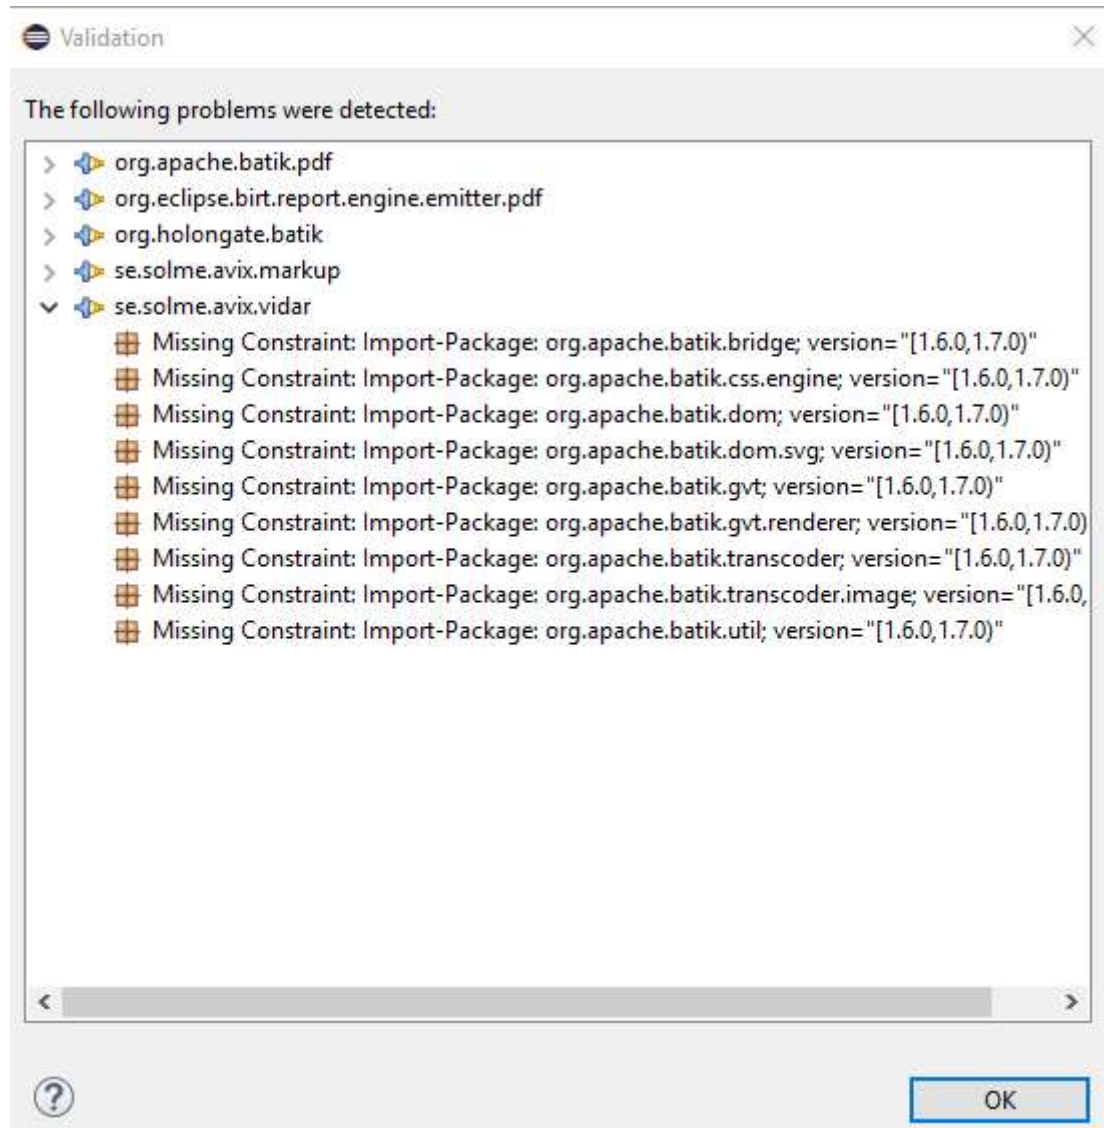 Validation
The following problems were detected:
org.apache.batik.pdf
org.eclipse.birt.report.engine.emitter.pdf
org.holongate.batik
se.solme.avix.markup
se.solme.avix.vidar
Missing Constraint: Import-Package: org.apache.batik.bridge; version="[1.6.0,1.7.0)"
Missing Constraint: Import-Package: org.apache.batik.css.engine; version="[1.6.0,1.7.0)"
Missing Constraint: Import-Package: org.apache.batik.dom; version="[1.6.0,1.7.0)"
Missing Constraint: Import-Package: org.apache.batik.dom.svg; version="[1.6.0,1.7.0)"
Missing Constraint: Import-Package: org.apache.batik.gvt; version="[1.6.0,1.7.0)"
Missing Constraint: Import-Package: org.apache.batik.gvt.renderer; version="[1.6.0,1.7.0)
Missing Constraint: Import-Package: org.apache.batik.transcoder; version="[1.6.0,1.7.0)"
Missing Constraint: Import-Package: org.apache.batik.transcoder.image; version="[1.6.0,
Missing Constraint: Import-Package: org.apache.batik.util; version="[1.6.0,1.7.0)"
?
OK